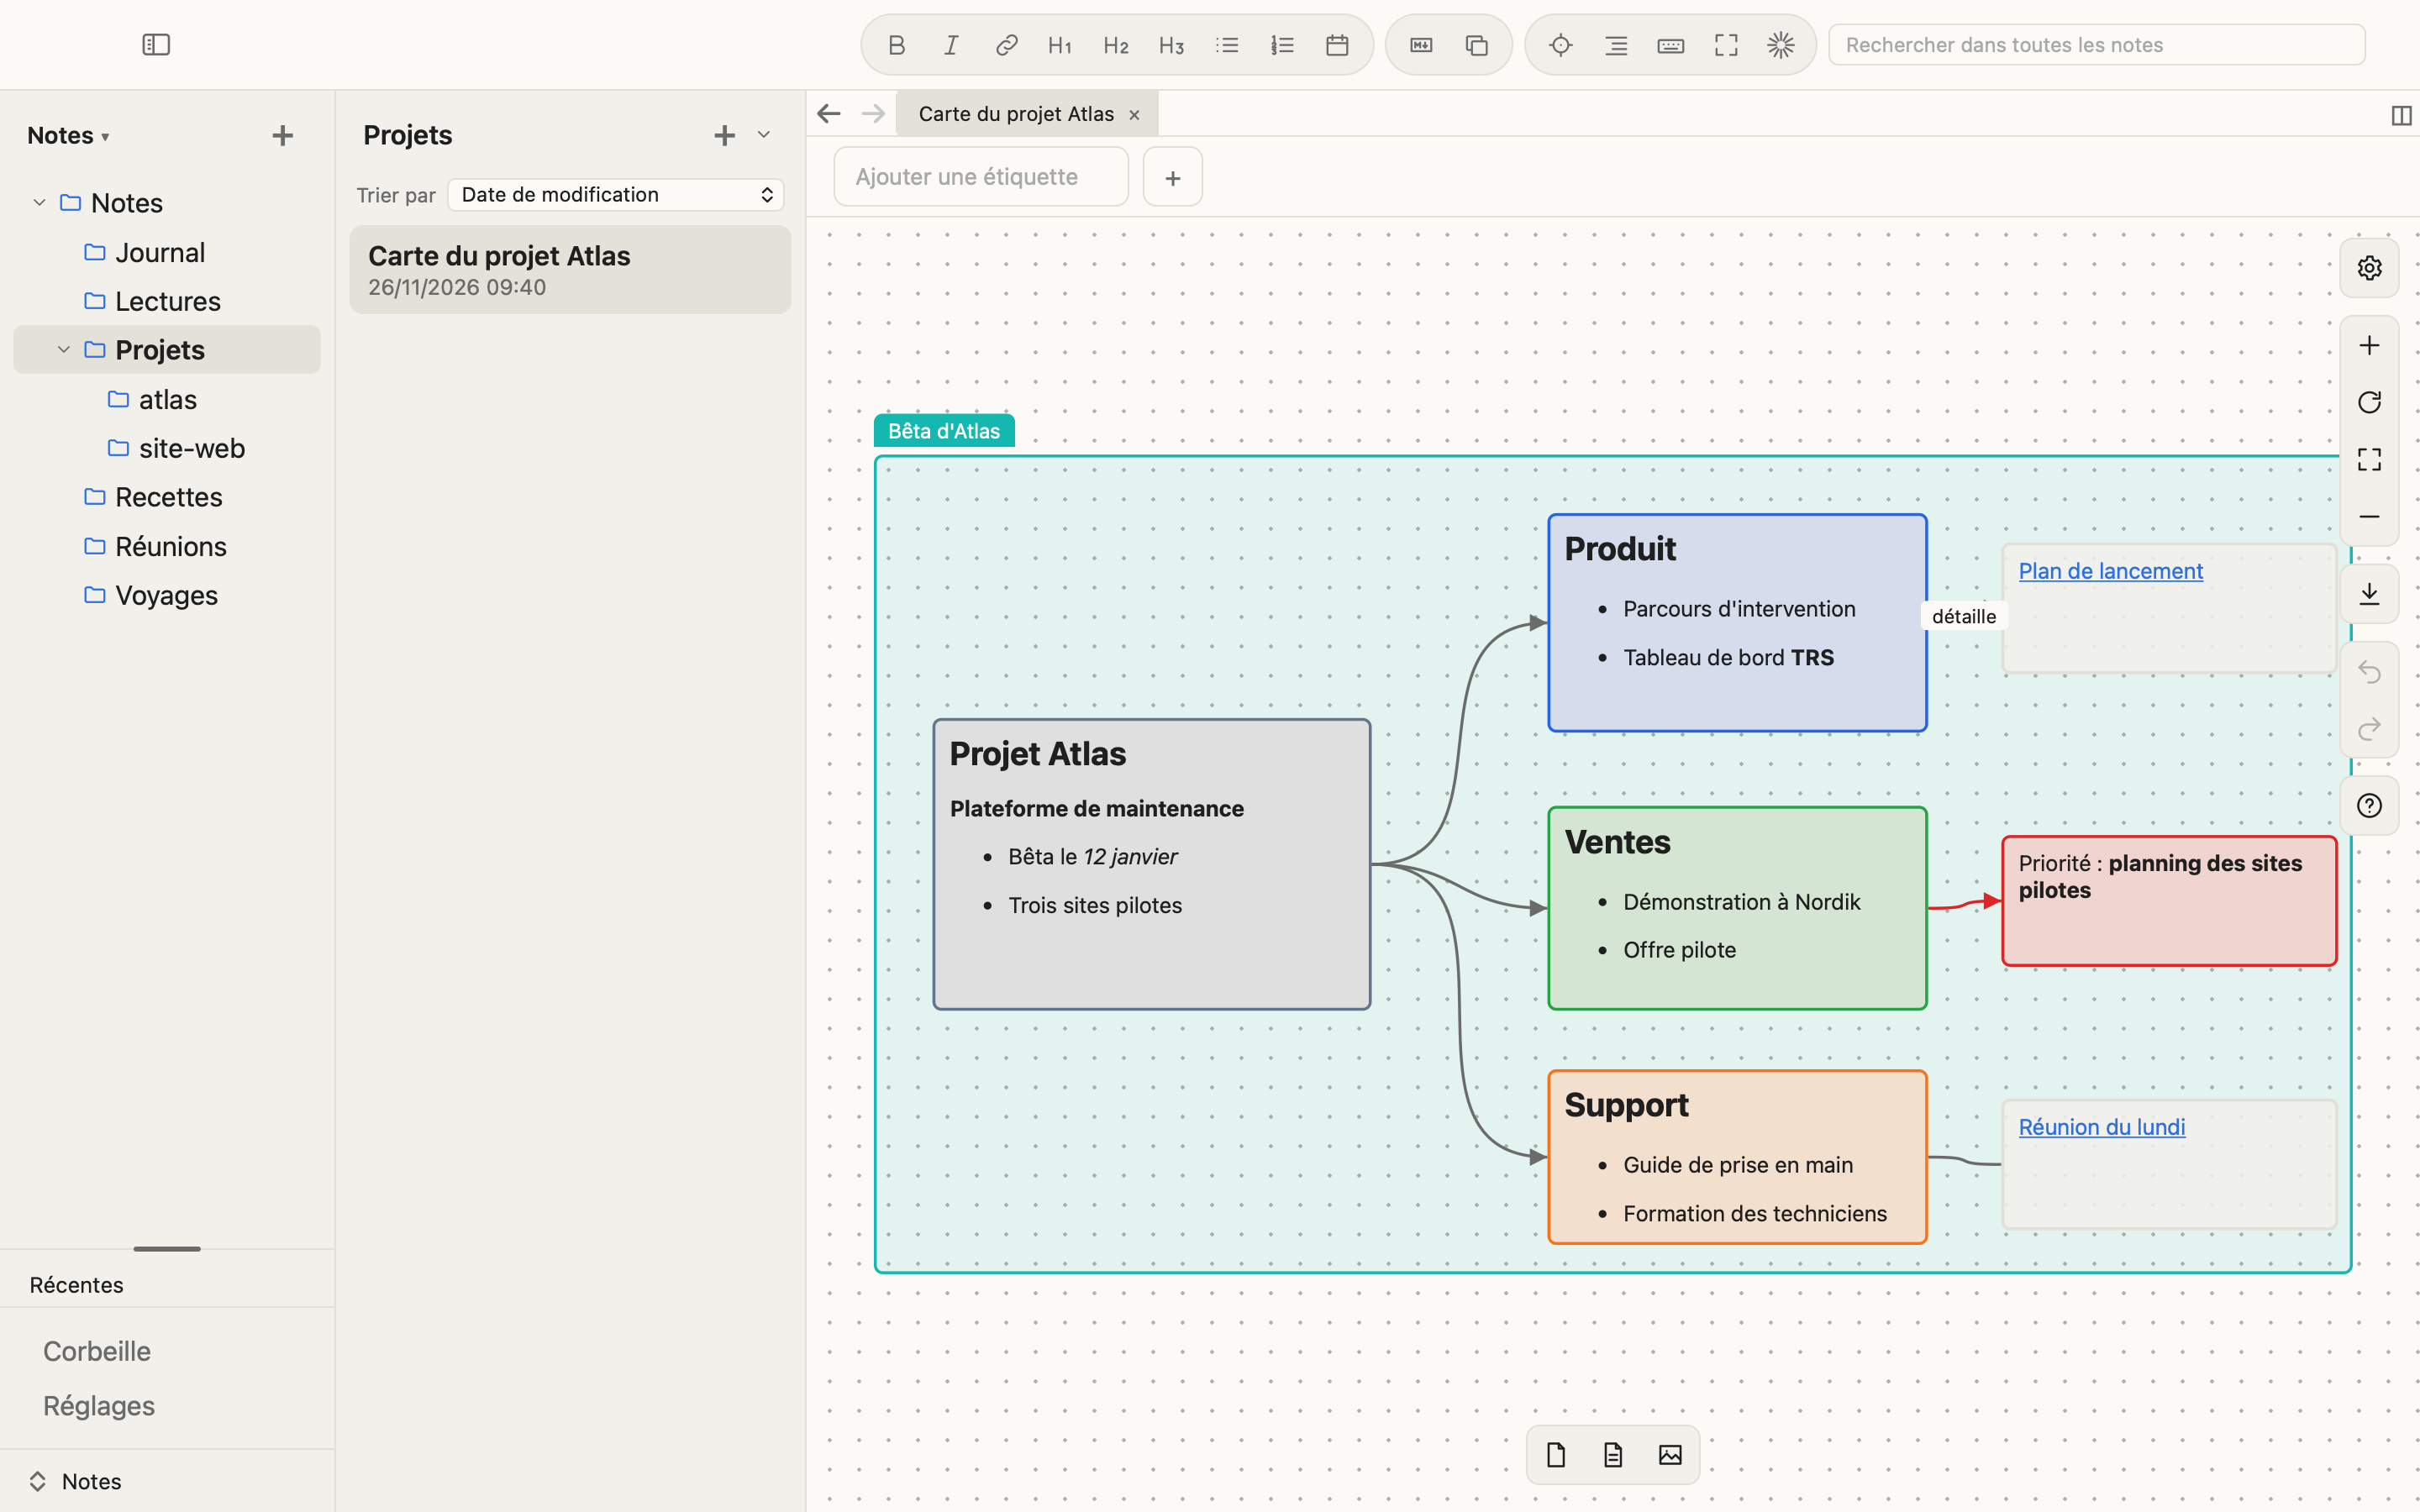 B I H1 H2 H3
Rechercher dans toutes les notes
Notes
Notes
Journal
Lectures
Projets
atlas
site-web
Recettes
Réunions
Voyages
Récentes
Corbeille
Réglages
Notes
Projets
Trier par Date de modification
Carte du projet Atlas
26/11/2026 09:40
Carte du projet Atlas
Ajouter une étiquette
Bêta d'Atlas
Projet Atlas
Plateforme de maintenance
Bêta le 12 janvier
Trois sites pilotes
Produit
Parcours d'intervention
Tableau de bord TRS
détaille
Plan de lancement
Ventes
Démonstration à Nordik
Offre pilote
Priorité : planning des sites
pilotes
Support
Guide de prise en main
Formation des techniciens
Réunion du lundi